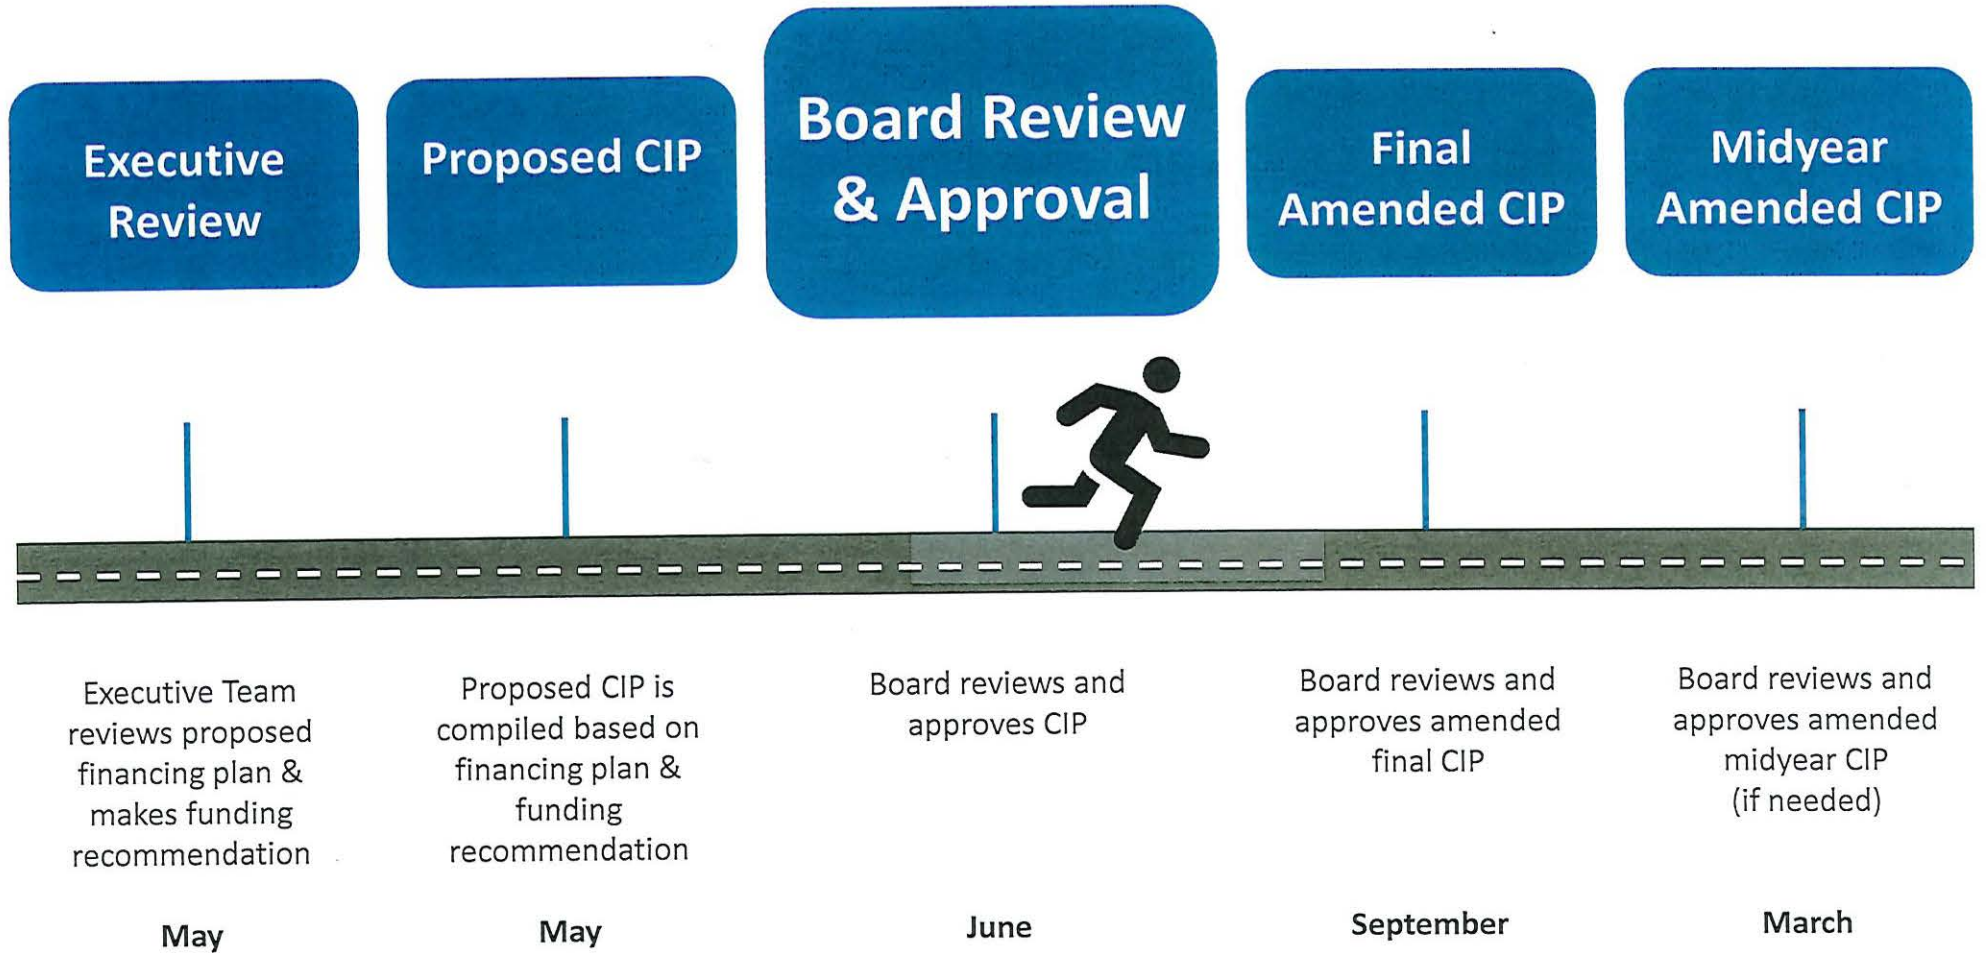 Executive
Review
Proposed CIP
Board Review
& Approval
Final
Amended CIP
Midyear
Amended CIP
Executive Team
reviews proposed
financing plan &
makes funding
recommendation
May
Proposed CIP is
compiled based on
financing plan &
funding
recommendation
May
Board reviews and
approves CIP
June
Board reviews and
approves amended
final CIP
September
Board reviews and
approves amended
midyear CIP
(if needed)
March